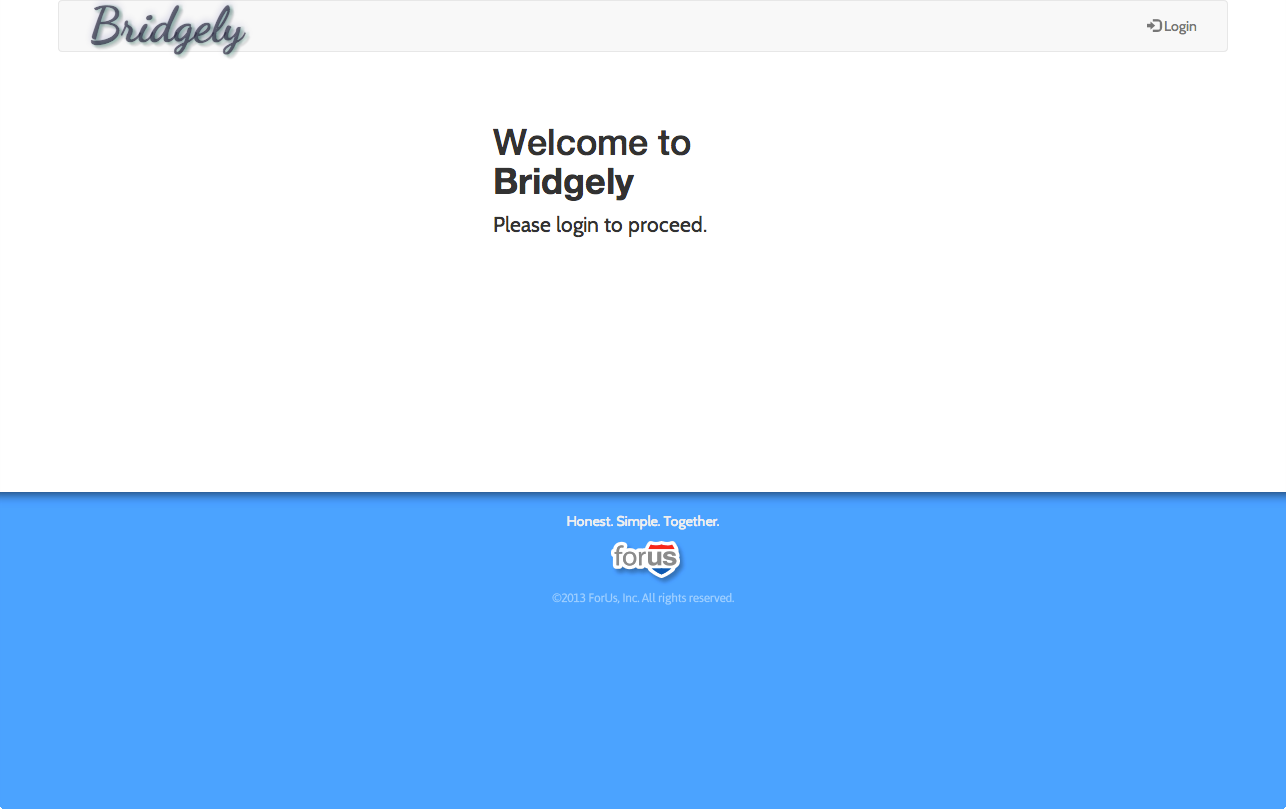 Bridgely
Login
Welcome to
Bridgely
Please login to proceed.
Honest. Simple. Together.
forus
©2013 ForUs, Inc. All rights reserved.